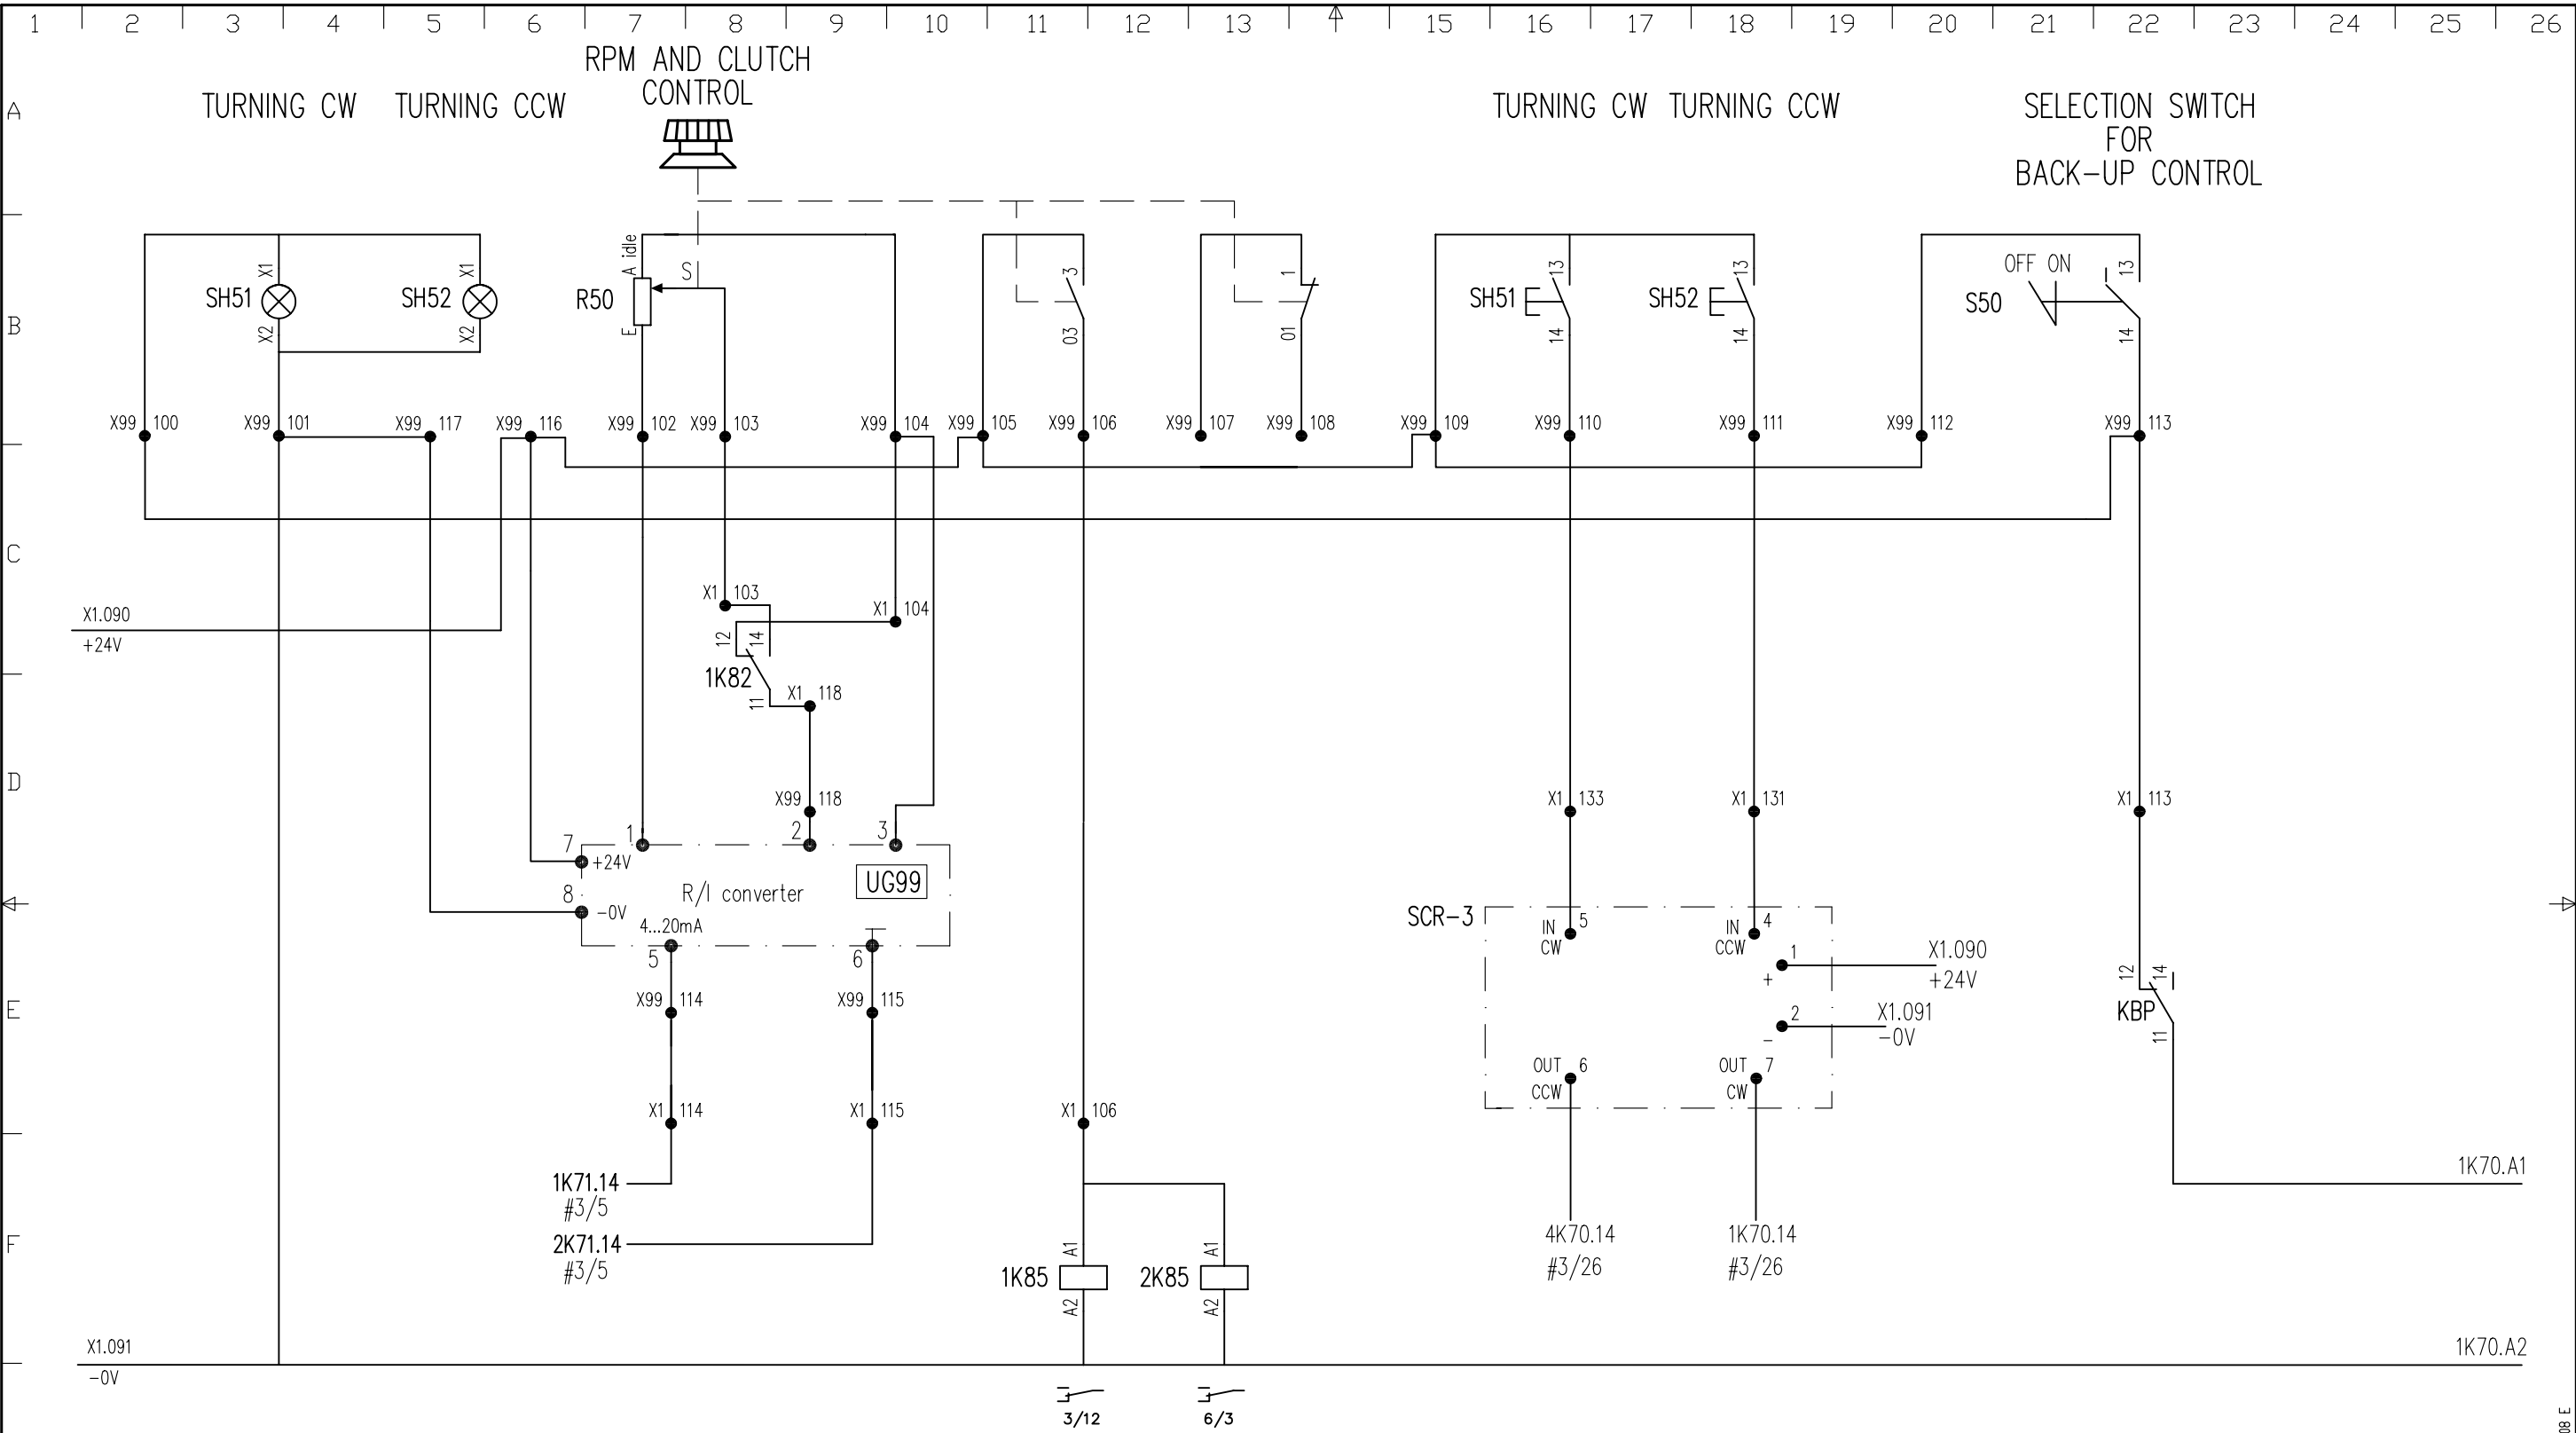 1 2 3 4 5 6 7 8 9 10 11 12 13 15 16 17 18 19 20 21 22 23 24 25 26
RPM AND CLUTCH
CONTROL
A
TURNING CW
TURNING CCW
TURNING CW
TURNING CCW
SELECTION SWITCH
FOR
BACK-UP CONTROL
B
SH51
X1
X2
SH52
X1
X2
R50
A idle
E
S
3
03
1
01
SH51
13
14
SH52
13
14
OFF ON
S50
13
14
X99 100
X99 101
X99 117
X99 116
X99 102
X99 103
X99 104
X99 105
X99 106
X99 107
X99 108
X99 109
X99 110
X99 111
X99 112
X99 113
C
X1.090
+24V
X1 103
X1 104
12
14
1K82
11
X1 118
D
X99 118
X1 133
X1 131
X1 113
7
1
2
3
+24V
8
-0V
R/I converter
UG99
4...20mA
5
6
SCR-3
IN
CW
5
IN
CCW
4
1
+
X1.090
+24V
2
-
X1.091
-0V
OUT
CCW
6
OUT
CW
7
12
14
KBP
11
E
X99 114
X99 115
X1 114
X1 115
X1 106
1K71.14
#3/5
2K71.14
#3/5
F
1K85
A1
A2
2K85
A1
A2
4K70.14
#3/26
1K70.14
#3/26
1K70.A1
X1.091
-0V
1K70.A2
3/12
6/3
08 E